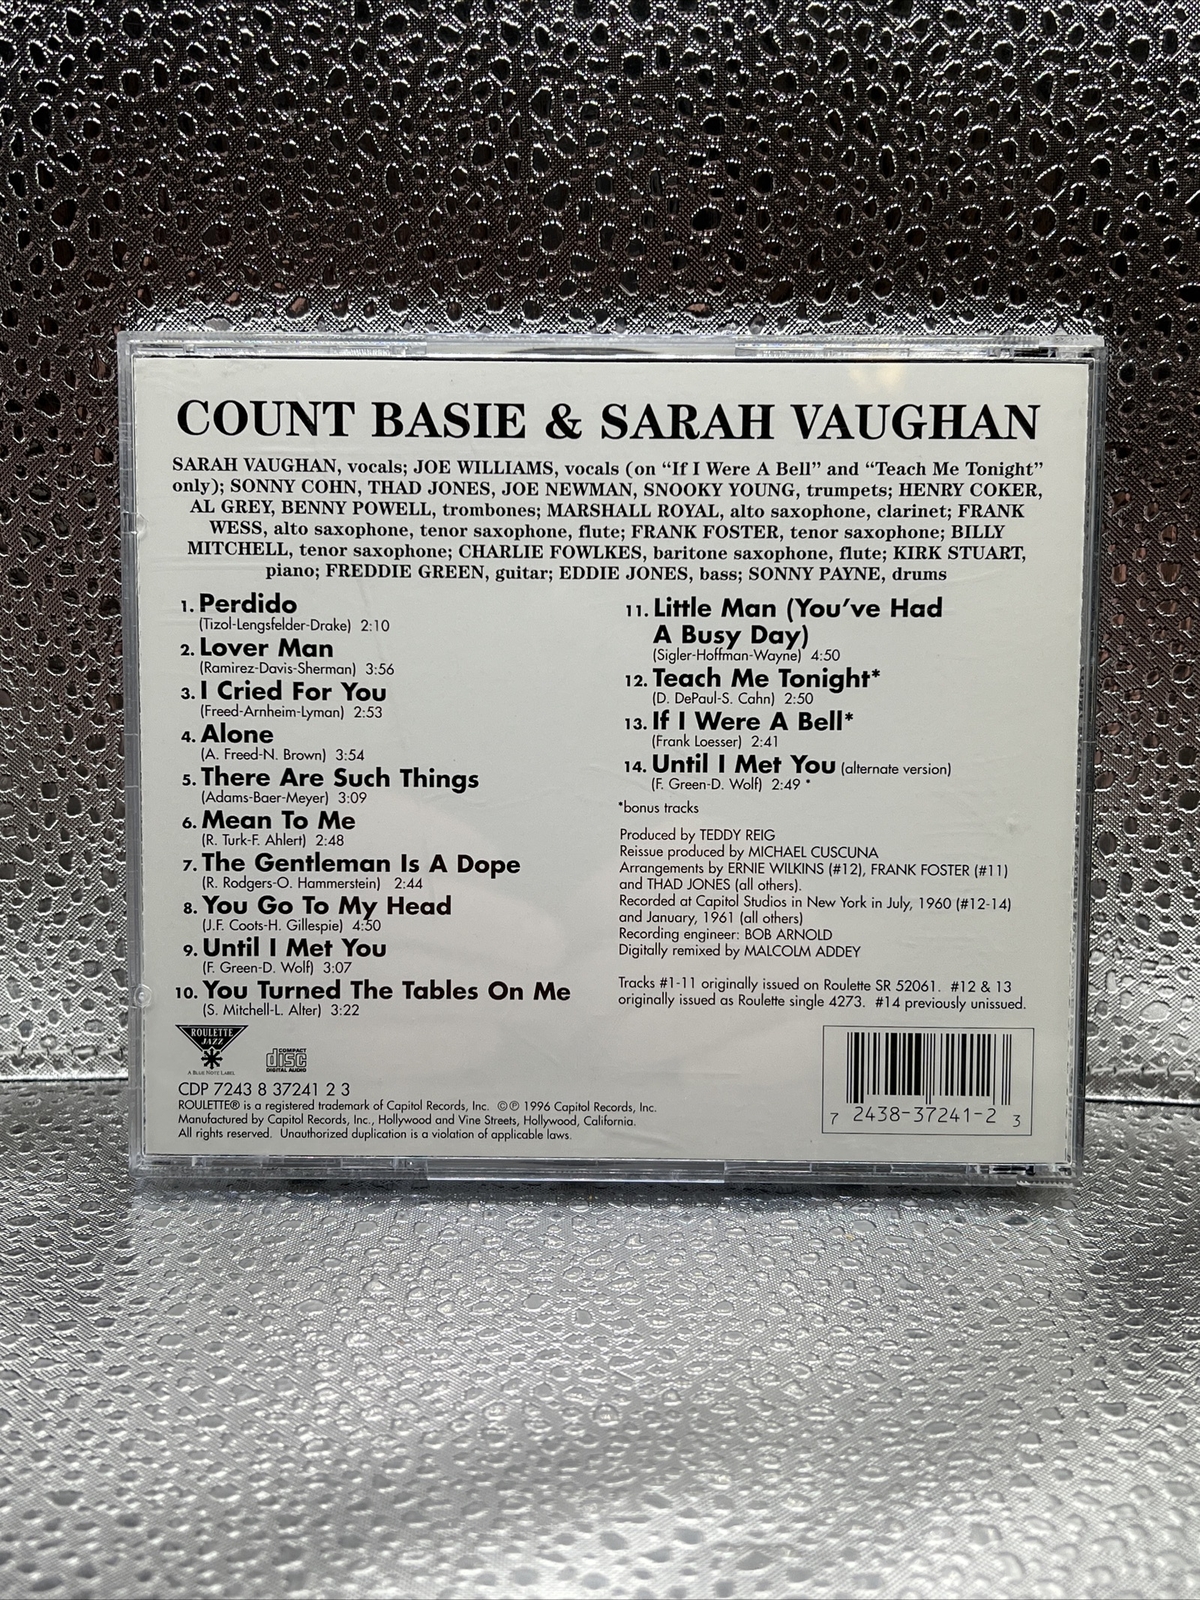 COUNT BASIE & SARAH VAUGHAN
SARAH VAUGHAN, vocals; JOE WILLIAMS, vocals (on “If I Were A Bell” and “Teach Me Tonight”
only); SONNY COHN, THAD JONES, JOE NEWMAN, SNOOKY YOUNG, trumpets; HENRY COKER,
AL GREY, BENNY POWELL, trombones; MARSHALL ROYAL, alto saxophone, clarinet; FRANK
WESS, alto saxophone, tenor saxophone, flute; FRANK FOSTER, tenor saxophone; BILLY
MITCHELL, tenor saxophone; CHARLIE FOWLKES, baritone saxophone, flute; KIRK STUART,
piano; FREDDIE GREEN, guitar; EDDIE JONES, bass; SONNY PAYNE, drums
1. Perdido
(Tizol-Lengsfelder-Drake) 2:10
2. Lover Man
(Ramirez-Davis-Sherman) 3:56
3. I Cried For You
(Freed-Arnheim-Lyman) 2:53
4. Alone
(A. Freed-N. Brown) 3:54
5. There Are Such Things
(Adams-Baer-Meyer) 3:09
6. Mean To Me
(R. Turk-F. Ahlert) 2:48
7. The Gentleman Is A Dope
(R. Rodgers-O. Hammerstein) 2:44
8. You Go To My Head
(J.F. Coots-H. Gillespie) 4:50
9. Until I Met You
(F. Green-D. Wolf) 3:07
10. You Turned The Tables On Me
(S. Mitchell-L. Alter) 3:22
11. Little Man (You’ve Had
A Busy Day)
(Sigler-Hoffman-Wayne) 4:50
12. Teach Me Tonight*
(D. DePaul-S. Cahn) 2:50
13. If I Were A Bell*
(Frank Loesser) 2:41
14. Until I Met You (alternate version)
(F. Green-D. Wolf) 2:49 *
*bonus tracks
Produced by TEDDY REIG
Reissue produced by MICHAEL CUSCUNA
Arrangements by ERNIE WILKINS (#12), FRANK FOSTER (#11)
and THAD JONES (all others).
Recorded at Capitol Studios in New York in July, 1960 (#12-14)
and January, 1961 (all others)
Recording engineer: BOB ARNOLD
Digitally remixed by MALCOLM ADDEY
Tracks #1-11 originally issued on Roulette SR 52061. #12 & 13
originally issued as Roulette single 4273. #14 previously unissued.
ROULETTE
JAZZ
A BLUE NOTE LABEL
COMPACT
disc
DIGITAL AUDIO
CDP 7243 8 37241 2 3
ROULETTE® is a registered trademark of Capitol Records, Inc. ©℗ 1996 Capitol Records, Inc.
Manufactured by Capitol Records, Inc., Hollywood and Vine Streets, Hollywood, California.
All rights reserved. Unauthorized duplication is a violation of applicable laws.
7 2438-37241-2 3